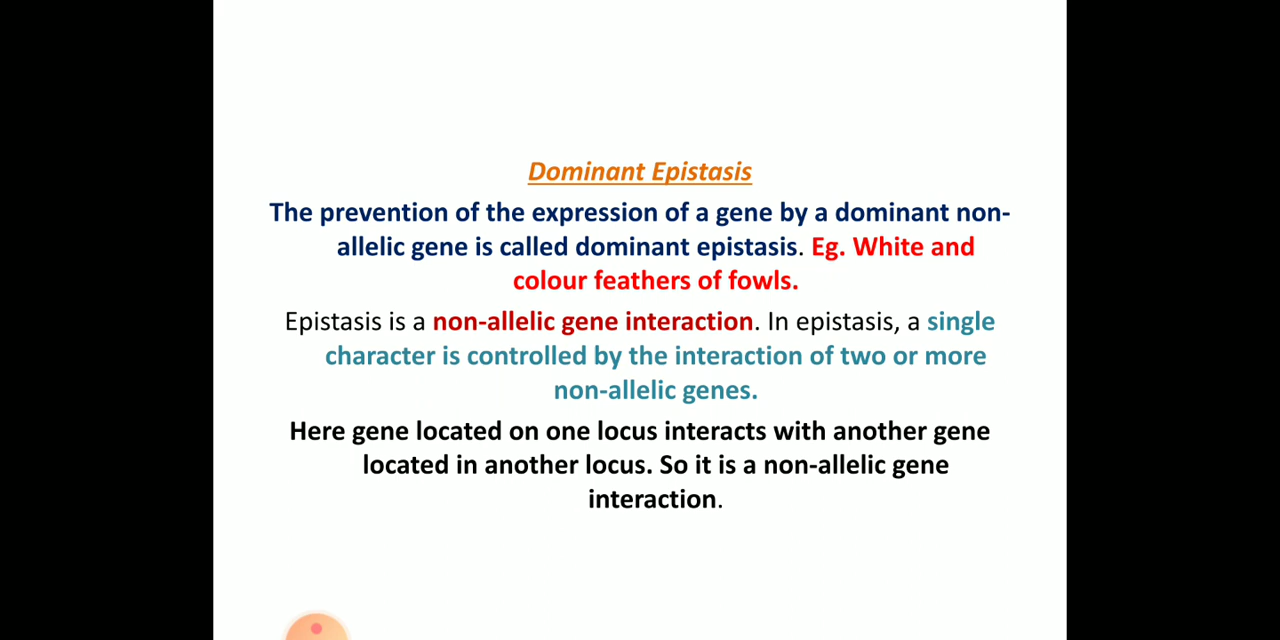 Dominant Epistasis
The prevention of the expression of a gene by a dominant non-
allelic gene is called dominant epistasis. Eg. White and
colour feathers of fowls.
Epistasis is a non-allelic gene interaction. In epistasis, a single
character is controlled by the interaction of two or more
non-allelic genes.
Here gene located on one locus interacts with another gene
located in another locus. So it is a non-allelic gene
interaction.